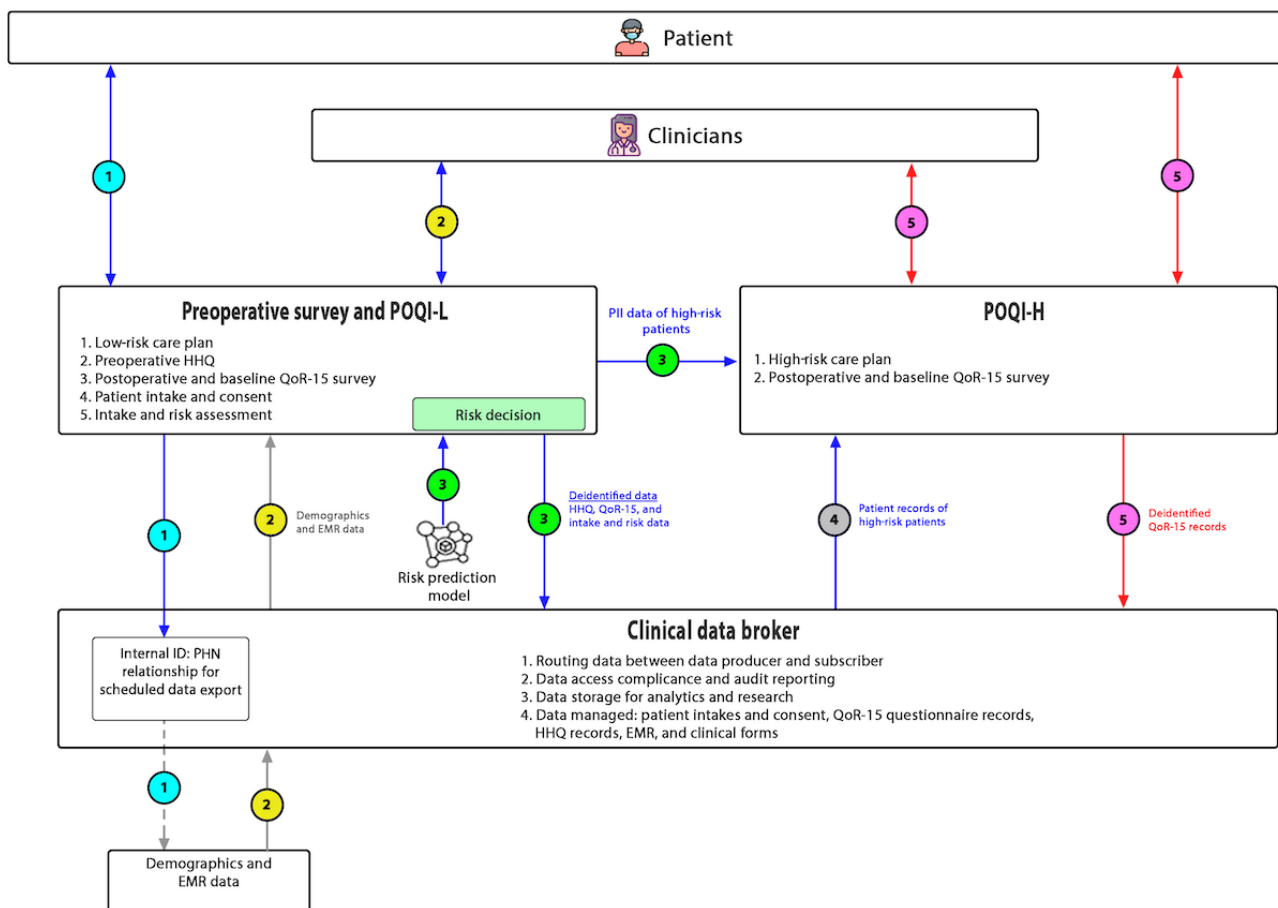 Patient
Clinicians
1
2
5
5
Preoperative survey and POQI-L
1. Low-risk care plan
2. Preoperative HHQ
3. Postoperative and baseline QoR-15 survey
4. Patient intake and consent
5. Intake and risk assessment
Risk decision
PII data of high-risk
patients
3
POQI-H
1. High-risk care plan
2. Postoperative and baseline QoR-15 survey
1
2
Demographics
and EMR data
3
Risk prediction
model
3
Deidentified data
HHQ, QoR-15, and
intake and risk data
4
Patient records of
high-risk patients
5
Deidentified
QoR-15 records
Clinical data broker
Internal ID: PHN
relationship for
scheduled data export
1. Routing data between data producer and subscriber
2. Data access complicance and audit reporting
3. Data storage for analytics and research
4. Data managed: patient intakes and consent, QoR-15 questionnaire records,
HHQ records, EMR, and clinical forms
1
2
Demographics and
EMR data